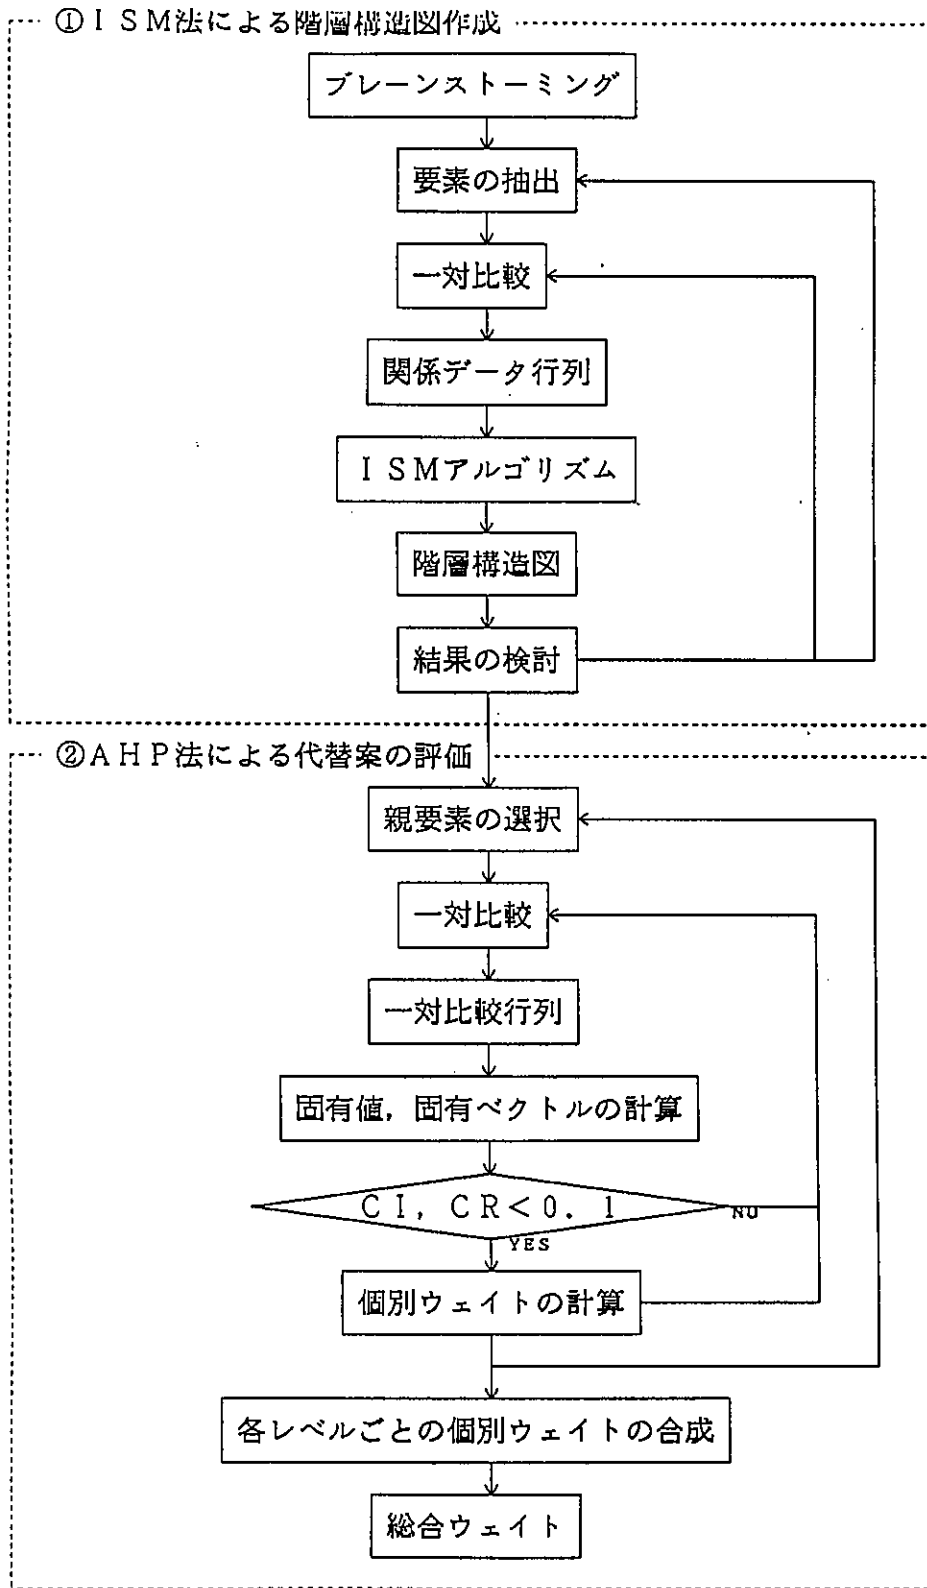 ①ＩＳＭ法による階層構造図作成
ブレーンストーミング
要素の抽出
一対比較
関係データ行列
ＩＳＭアルゴリズム
階層構造図
結果の検討
②ＡＨＰ法による代替案の評価
親要素の選択
一対比較
一対比較行列
固有値，固有ベクトルの計算
ＣＩ，ＣＲ＜０．１
NO
YES
個別ウェイトの計算
各レベルごとの個別ウェイトの合成
総合ウェイト